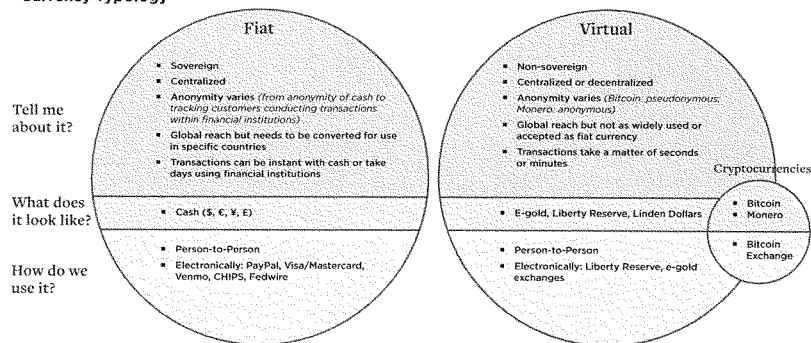 Currency Typology
Fiat
Virtual
Tell me
about it?
▪ Sovereign
▪ Centralized
▪ Anonymity varies (from anonymity of cash to
tracking customers conducting transactions
within financial institutions)
▪ Global reach but needs to be converted for use
in specific countries
▪ Transactions can be instant with cash or take
days using financial institutions
▪ Non-sovereign
▪ Centralized or decentralized
▪ Anonymity varies (Bitcoin: pseudonymous;
Monero: anonymous)
▪ Global reach but not as widely used or
accepted as fiat currency
▪ Transactions take a matter of seconds
or minutes
Cryptocurrencies
What does
it look like?
▪ Cash ($, €, ¥, £)
▪ E-gold, Liberty Reserve, Linden Dollars
▪ Bitcoin
▪ Monero
How do we
use it?
▪ Person-to-Person
▪ Electronically: PayPal, Visa/Mastercard,
Venmo, CHIPS, Fedwire
▪ Person-to-Person
▪ Electronically: Liberty Reserve, e-gold
exchanges
▪ Bitcoin
Exchange